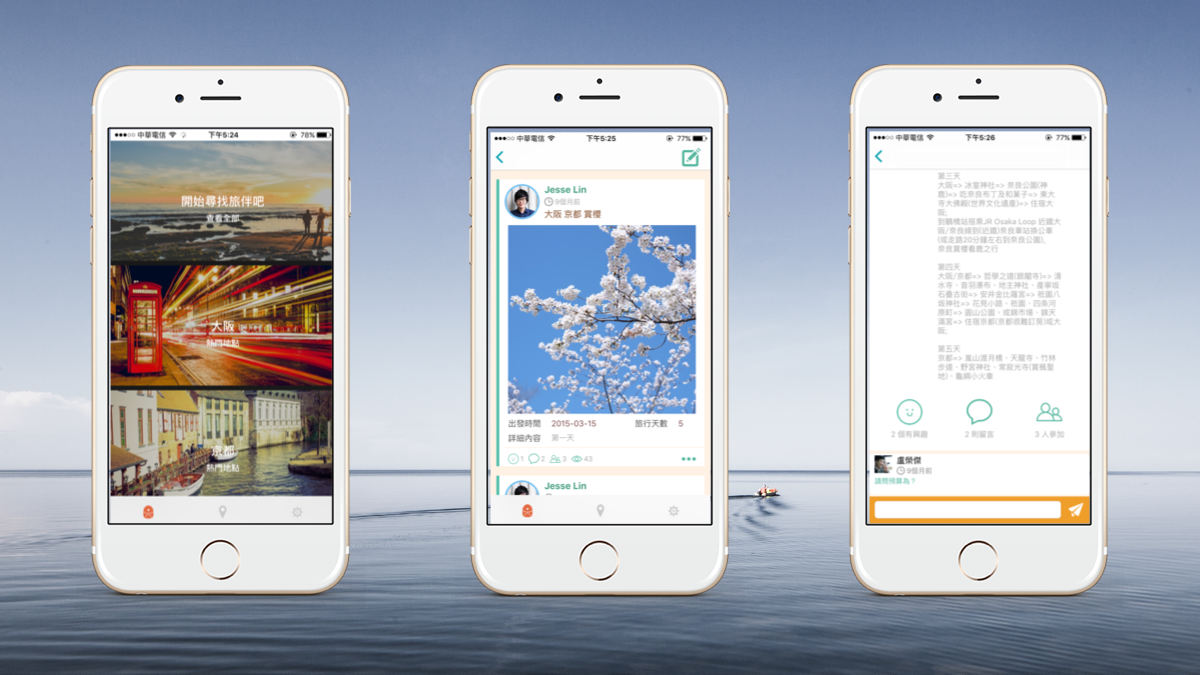 中華電信
下午5:24
78%
開始尋找旅伴吧
查看全部
大阪
熱門地點
京都
熱門地點
中華電信
下午5:25
77%
Jesse Lin
9個月前
大阪 京都 賞櫻
出發時間 2015-03-15 旅行天數 5
詳細內容 第一天
1 2 3 43
Jesse Lin
中華電信
下午5:26
77%
第三天
大阪=> 冰室神社=> 奈良公園(神
鹿)=> 吃奈良布丁及和菓子=> 東大
寺大佛殿(世界文化遺產)=> 住宿大
阪;
到鶴橋站搭乘JR Osaka Loop 近鐵大
阪/奈良線到(近鐵)奈良車站換公車
(或走路20分鐘左右到奈良公園),
奈良賞櫻看鹿之行
第四天
大阪/京都=> 哲學之道(銀閣寺)=> 清
水寺、音羽瀑布、地主神社、產寧坂
石疊古街=> 安井金比羅宮=> 祇園八
坂神社=> 花見小路、祇園、四条河
原町=> 圓山公園、或錦市場、錦天
滿宮=> 住宿京都(京都很難訂房)或大
阪;
第五天
京都=> 嵐山渡月橋、天龍寺、竹林
步道、野宮神社、常寂光寺(賞楓聖
地)、龜嵋小火車
2 個有興趣
2 則留言
3 人參加
盧榮傑
9個月前
請問預算為?